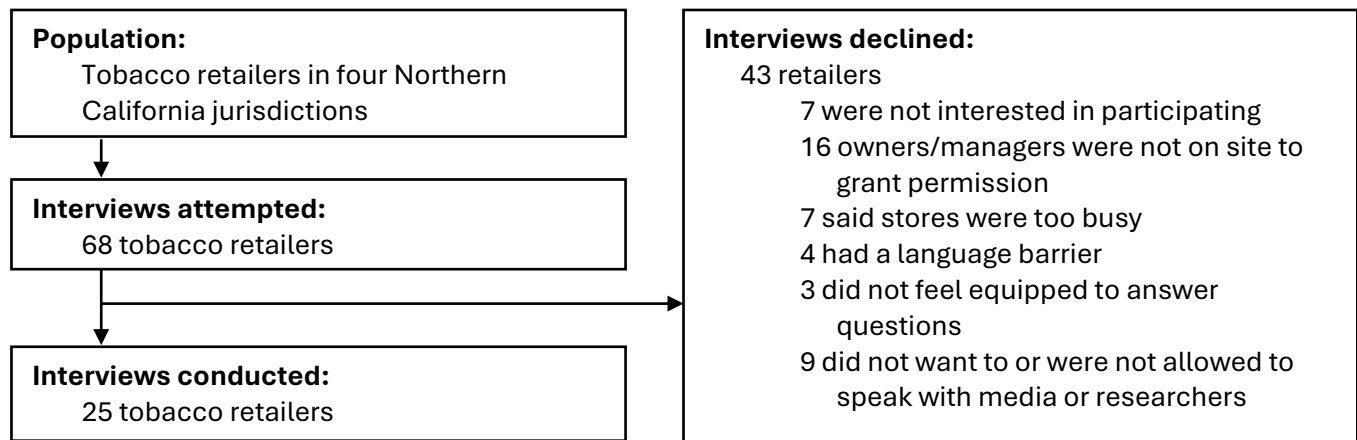 Population:
Tobacco retailers in four Northern
California jurisdictions
Interviews attempted:
68 tobacco retailers
Interviews conducted:
25 tobacco retailers
Interviews declined:
43 retailers
7 were not interested in participating
16 owners/managers were not on site to
grant permission
7 said stores were too busy
4 had a language barrier
3 did not feel equipped to answer
questions
9 did not want to or were not allowed to
speak with media or researchers